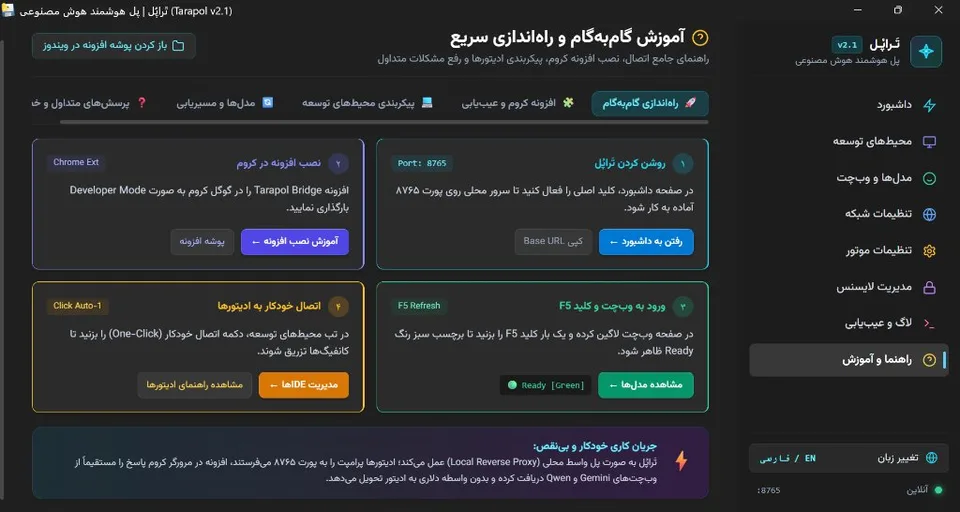 تَراپُل | پل هوشمند هوش مصنوعی (Tarapol v2.1)
تَراپُل
v2.1
پل هوشمند هوش مصنوعی
داشبورد
محیط‌های توسعه
مدل‌ها و وب‌چت
تنظیمات شبکه
تنظیمات موتور
مدیریت لایسنس
لاگ و عیب‌یابی
راهنما و آموزش
تغییر زبان
فارسی / EN
آنلاین
:8765
آموزش گام‌به‌گام و راه‌اندازی سریع
راهنمای جامع اتصال، نصب افزونه کروم، پیکربندی ادیتورها و رفع مشکلات متداول
باز کردن پوشه افزونه در ویندوز
راه‌اندازی گام‌به‌گام
افزونه کروم و عیب‌یابی
پیکربندی محیط‌های توسعه
مدل‌ها و مسیریابی
پرسش‌های متداول و خ
۱
روشن کردن تَراپُل
Port: 8765
در صفحه داشبورد، کلید اصلی را فعال کنید تا سرور محلی روی پورت ۸۷۶۵
آماده به کار شود.
رفتن به داشبورد ←
کپی Base URL
۲
نصب افزونه در کروم
Chrome Ext
افزونه Tarapol Bridge را در گوگل کروم به صورت Developer Mode
بارگذاری نمایید.
آموزش نصب افزونه ←
پوشه افزونه
۳
ورود به وب‌چت و کلید F5
F5 Refresh
در صفحه وب‌چت لاگین کرده و یک بار کلید F5 را بزنید تا برچسب سبز رنگ
Ready ظاهر شود.
مشاهده مدل‌ها ←
Ready [Green]
۴
اتصال خودکار به ادیتورها
Click Auto-1
در تب محیط‌های توسعه، دکمه اتصال خودکار (One-Click) را بزنید تا
کانفیگ‌ها تزریق شوند.
مدیریت IDEها ←
مشاهده راهنمای ادیتورها
جریان کاری خودکار و بی‌نقص:
تَراپُل به صورت پل واسط محلی (Local Reverse Proxy) عمل می‌کند؛ ادیتورها پرامپت را به پورت ۸۷۶۵ می‌فرستند، افزونه در مرورگر کروم پاسخ را مستقیماً از
وب‌چت‌های Gemini و Qwen دریافت کرده و بدون واسطه دلاری به ادیتور تحویل می‌دهد.